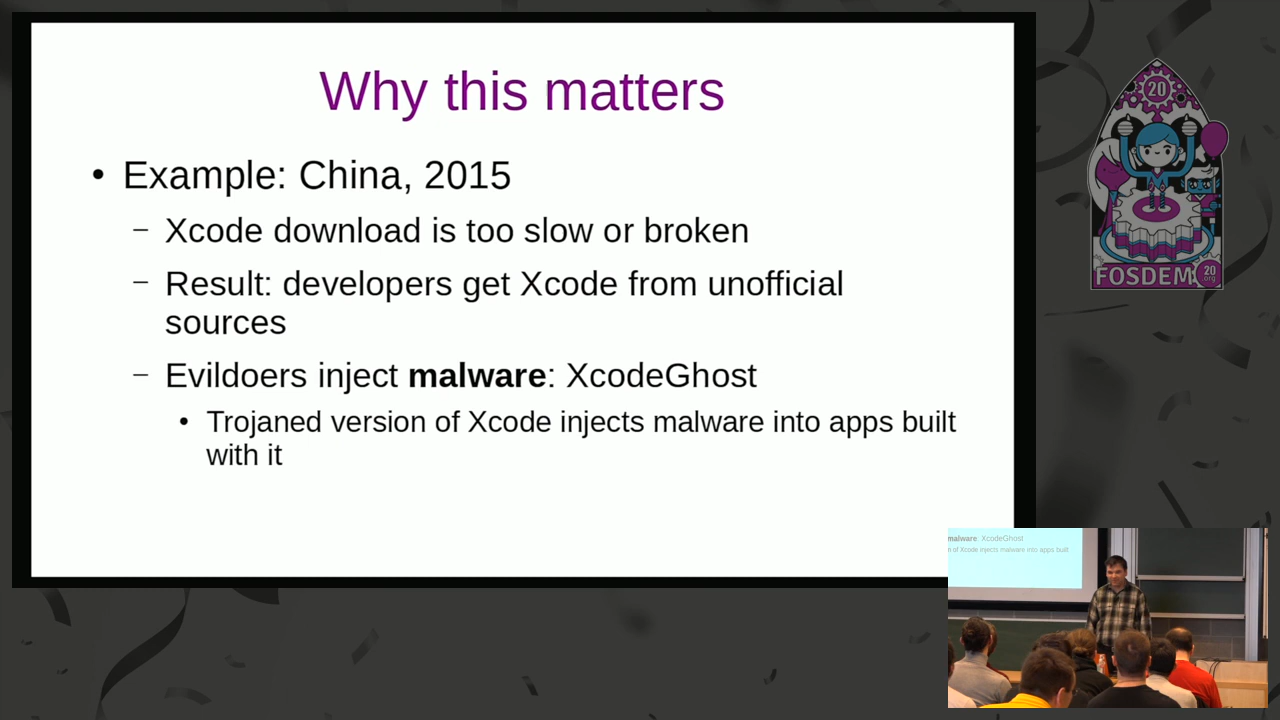 Why this matters
• Example: China, 2015
– Xcode download is too slow or broken
– Result: developers get Xcode from unofficial
sources
– Evildoers inject malware: XcodeGhost
• Trojaned version of Xcode injects malware into apps built
with it
20
FOSDEM
20
org
malware: XcodeGhost
of Xcode injects malware into apps built